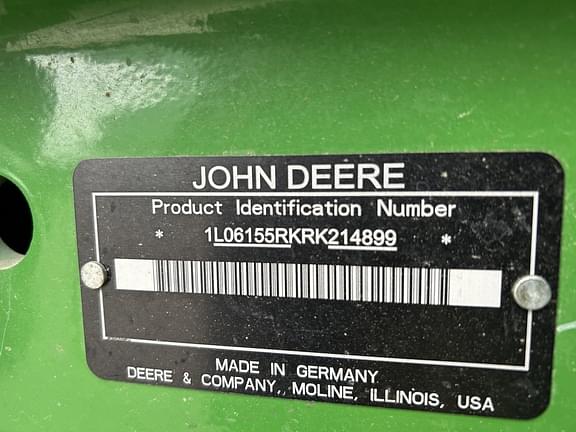 JOHN DEERE
Product Identification Number
* 1L06155RKRK214899 *
MADE IN GERMANY
DEERE & COMPANY, MOLINE, ILLINOIS, USA